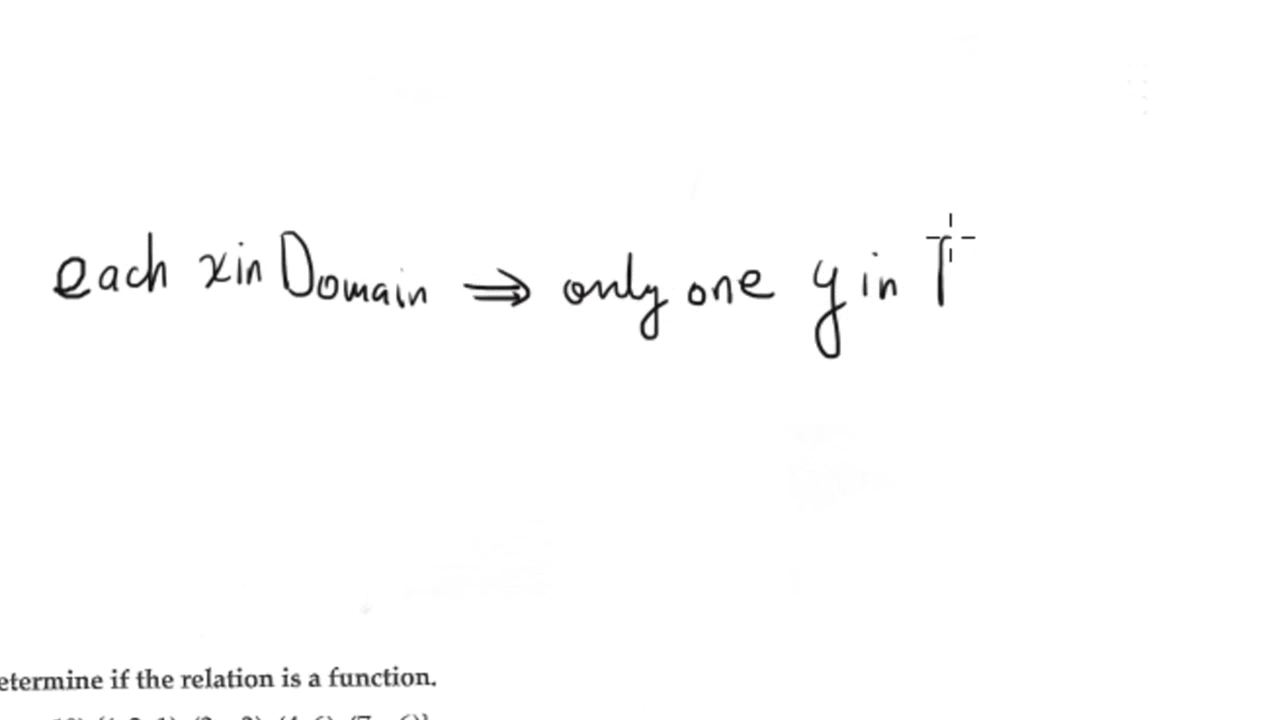 each x in Domain ⇒ only one y in
etermine if the relation is a function.